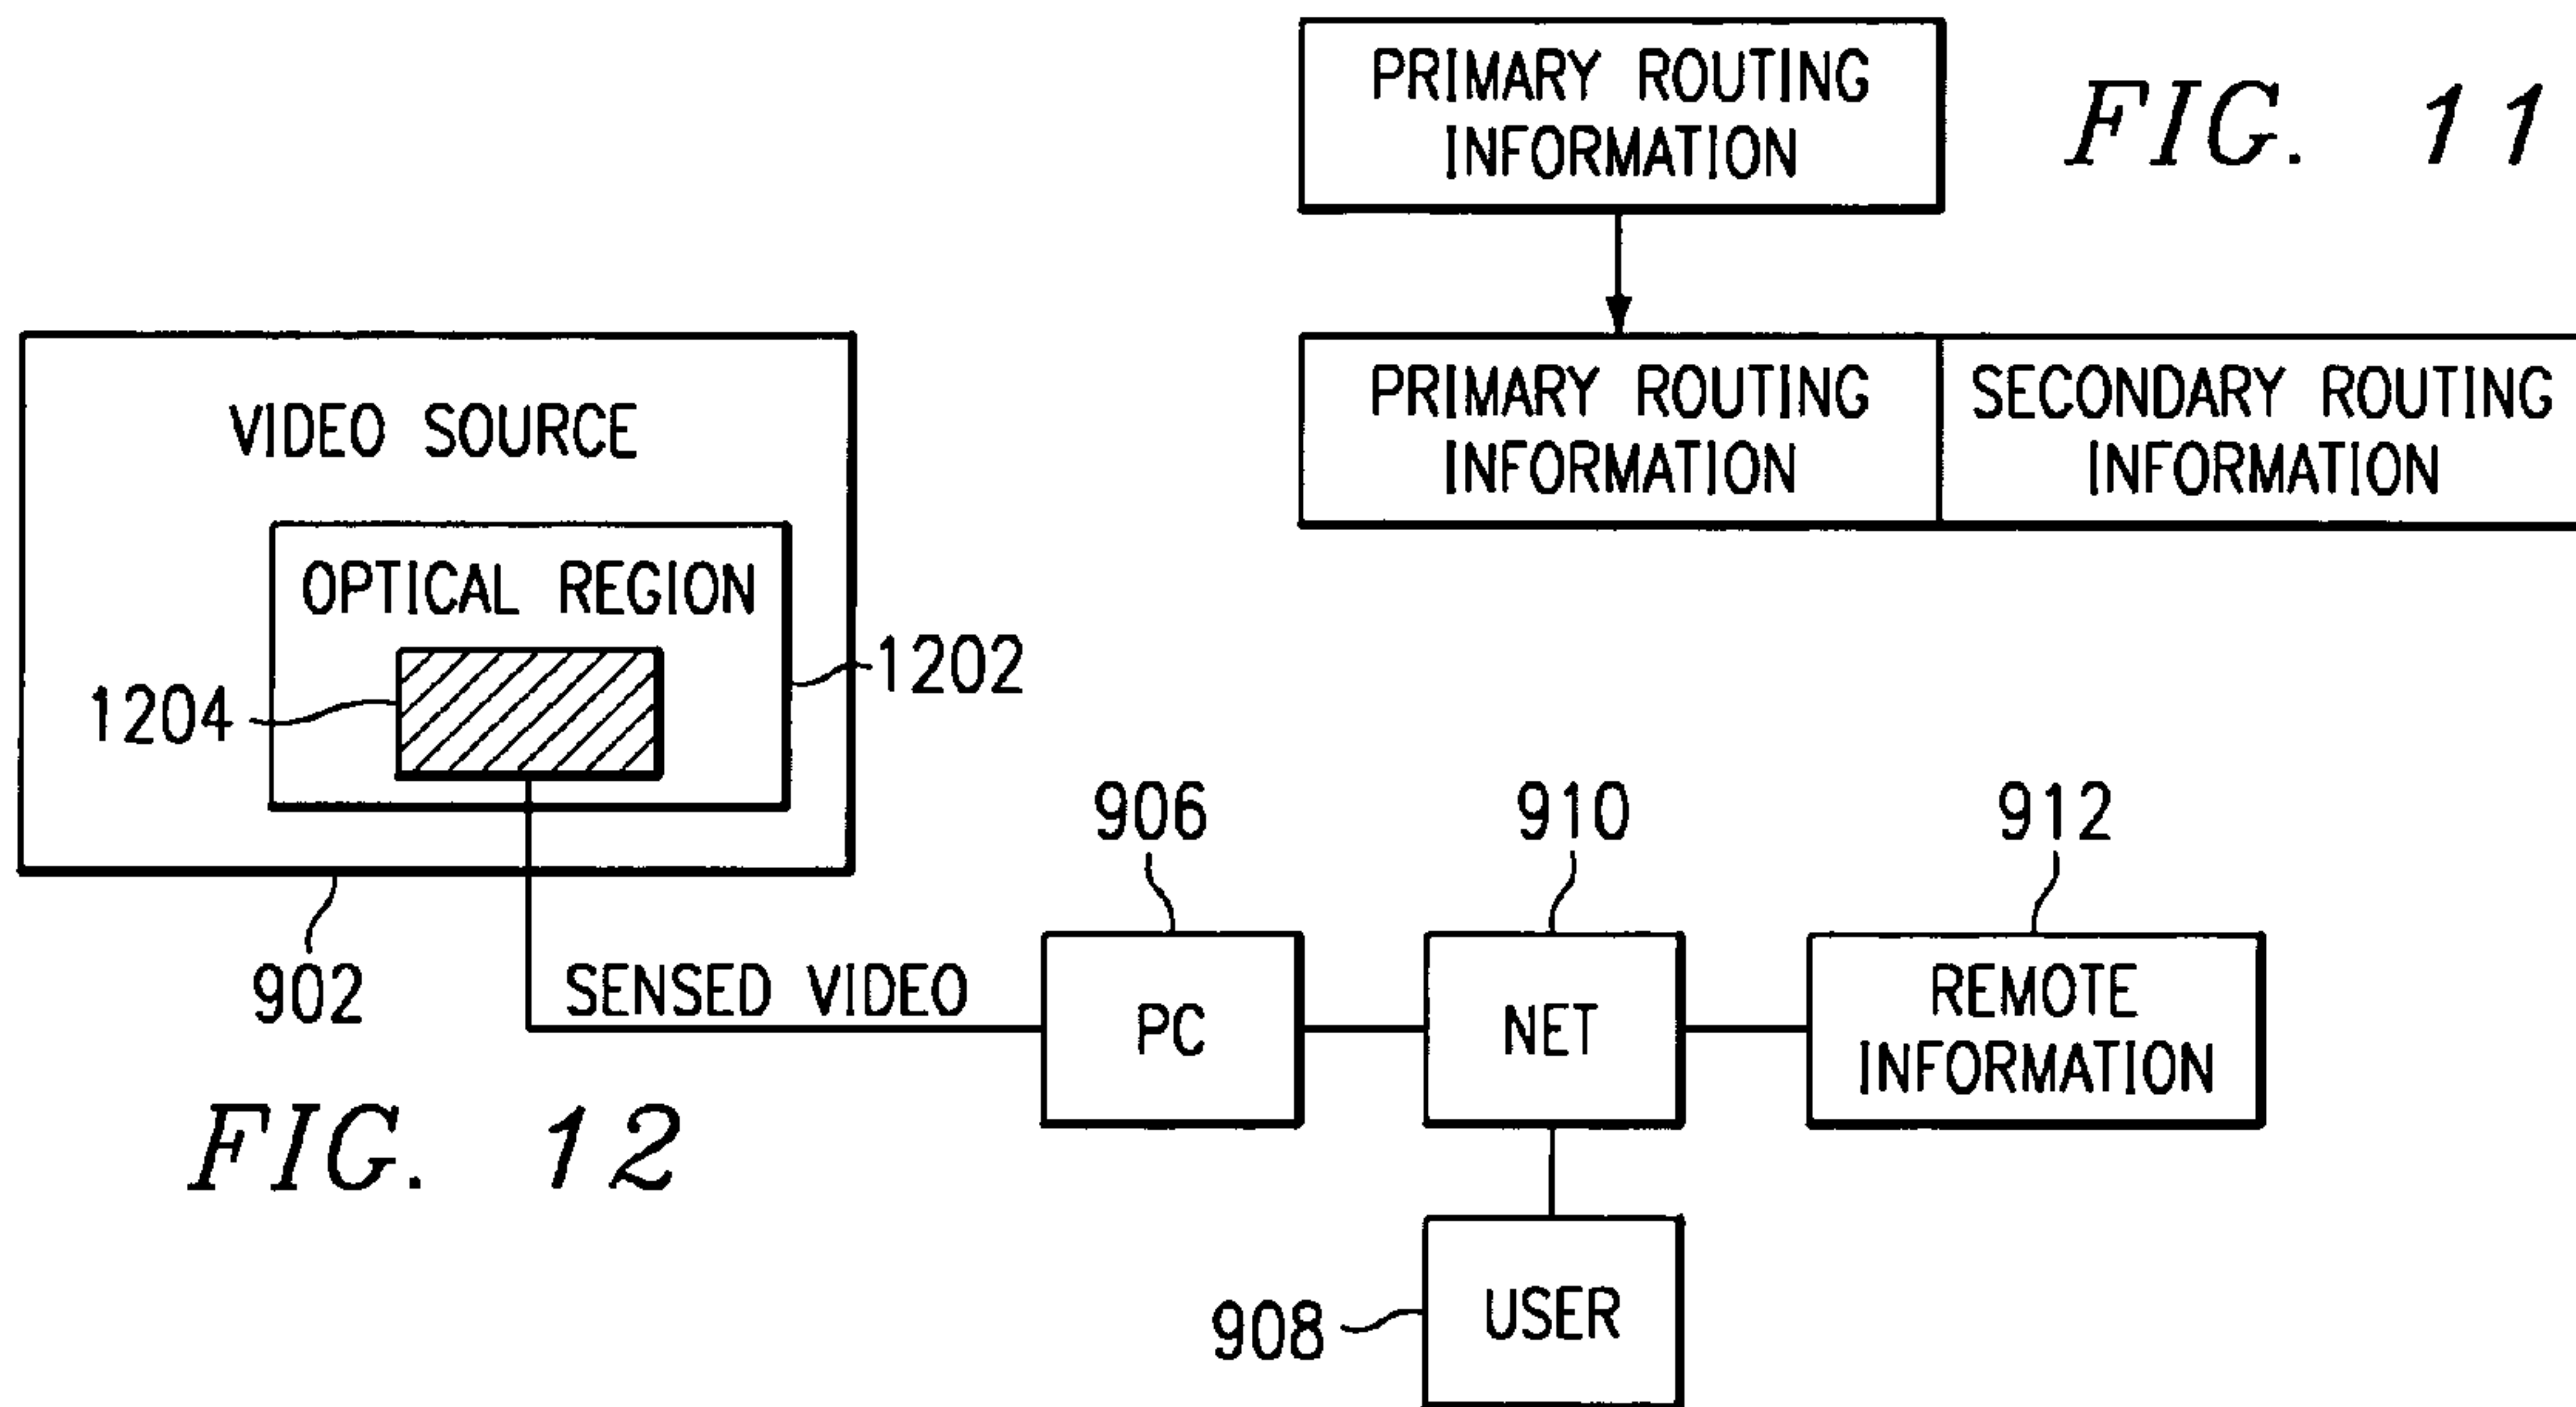 PRIMARY ROUTING
INFORMATION
FIG. 11
PRIMARY ROUTING
INFORMATION
SECONDARY ROUTING
INFORMATION
VIDEO SOURCE
OPTICAL REGION
1202
1204
902
SENSED VIDEO
906
PC
910
NET
912
REMOTE
INFORMATION
908
USER
FIG. 12